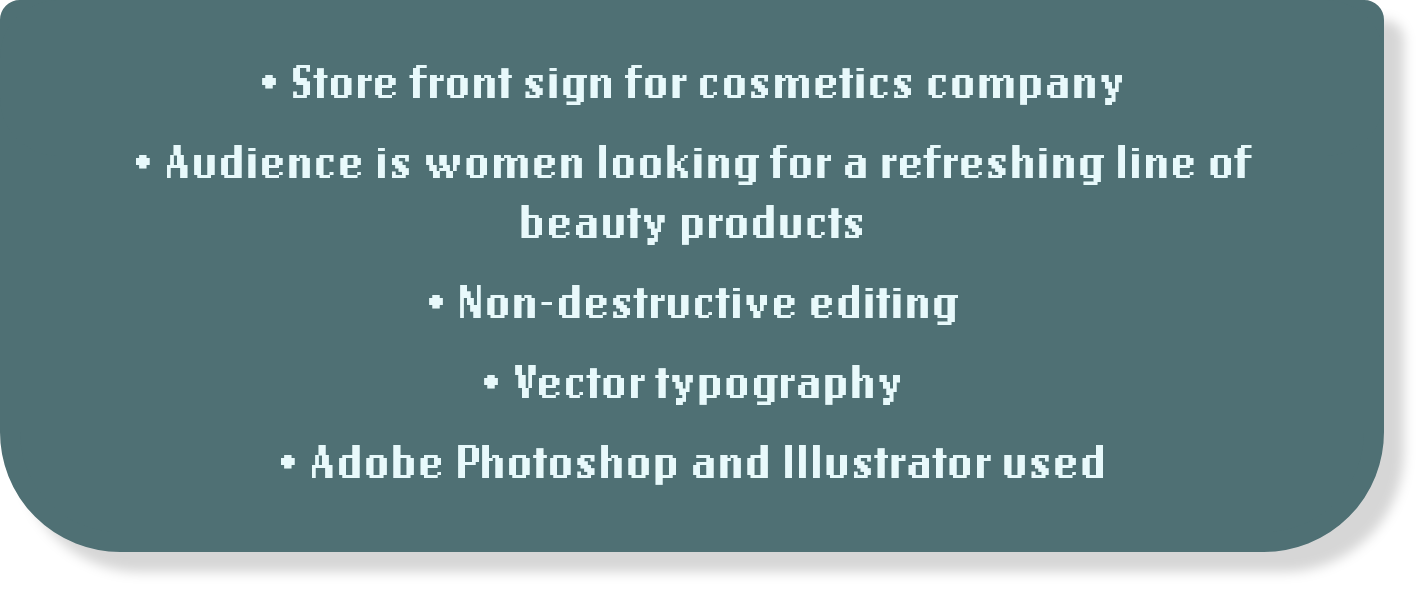 • Store front sign for cosmetics company
• Audience is women looking for a refreshing line of
beauty products
• Non-destructive editing
• Vector typography
• Adobe Photoshop and Illustrator used